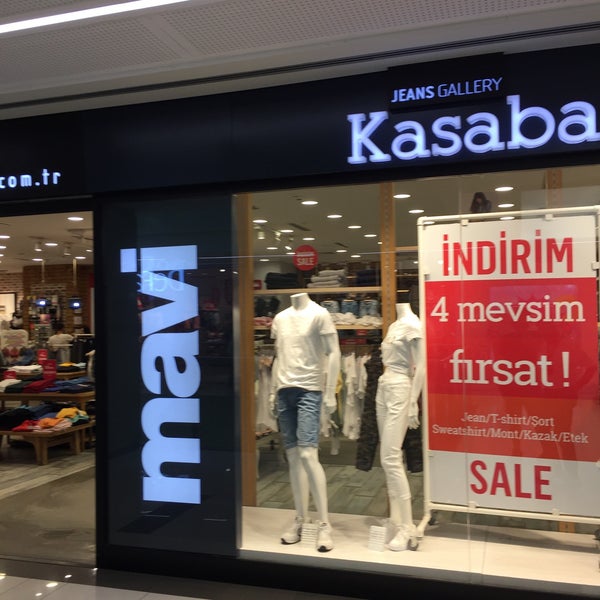 JEANS GALLERY
Kasaba
.com.tr
mavi
SALE
İNDİRİM
4 mevsim
fırsat !
Jean/T-shirt/Şort
Sweatshirt/Mont/Kazak/Etek
SALE